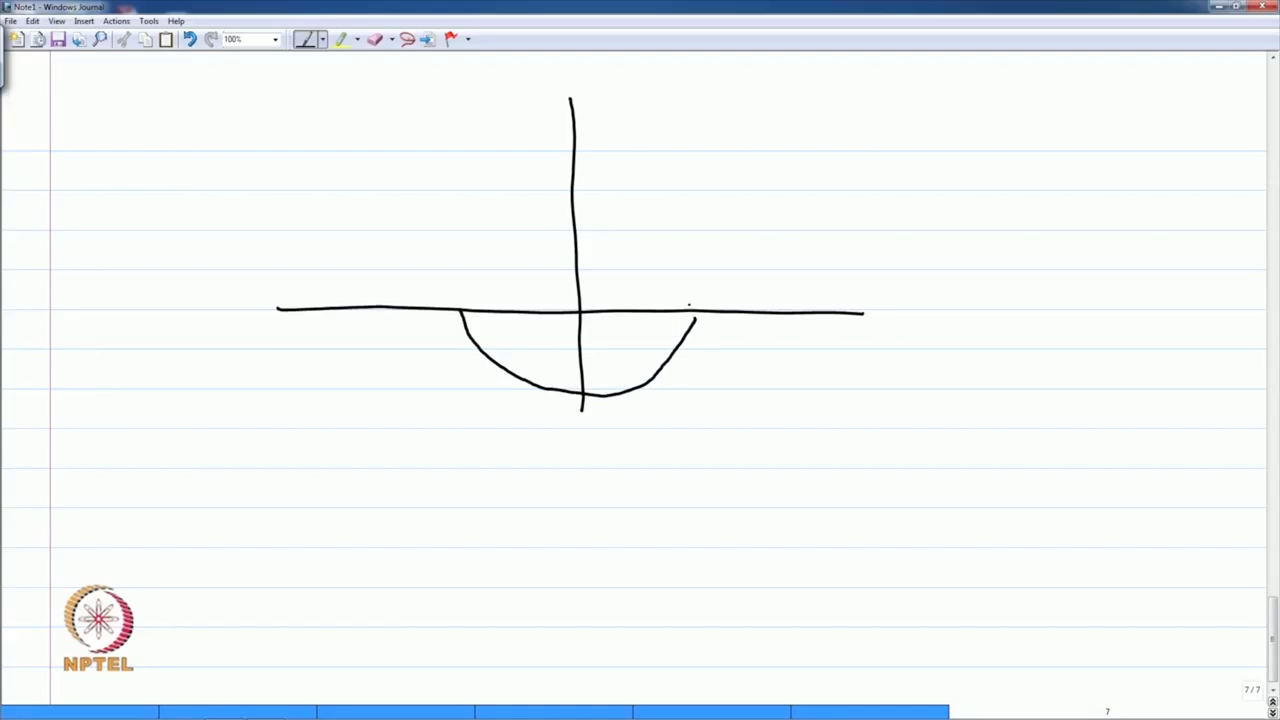 Note1 - Windows Journal
File Edit View Insert Actions Tools Help
100%
NPTEL
7 / 7
7